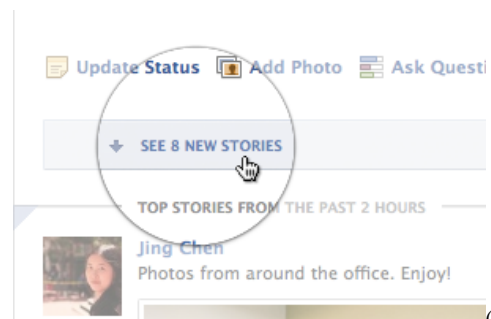 Update Status Add Photo Ask Questi
SEE 8 NEW STORIES
TOP STORIES FROM THE PAST 2 HOURS
Jing Chen
Photos from around the office. Enjoy!
(